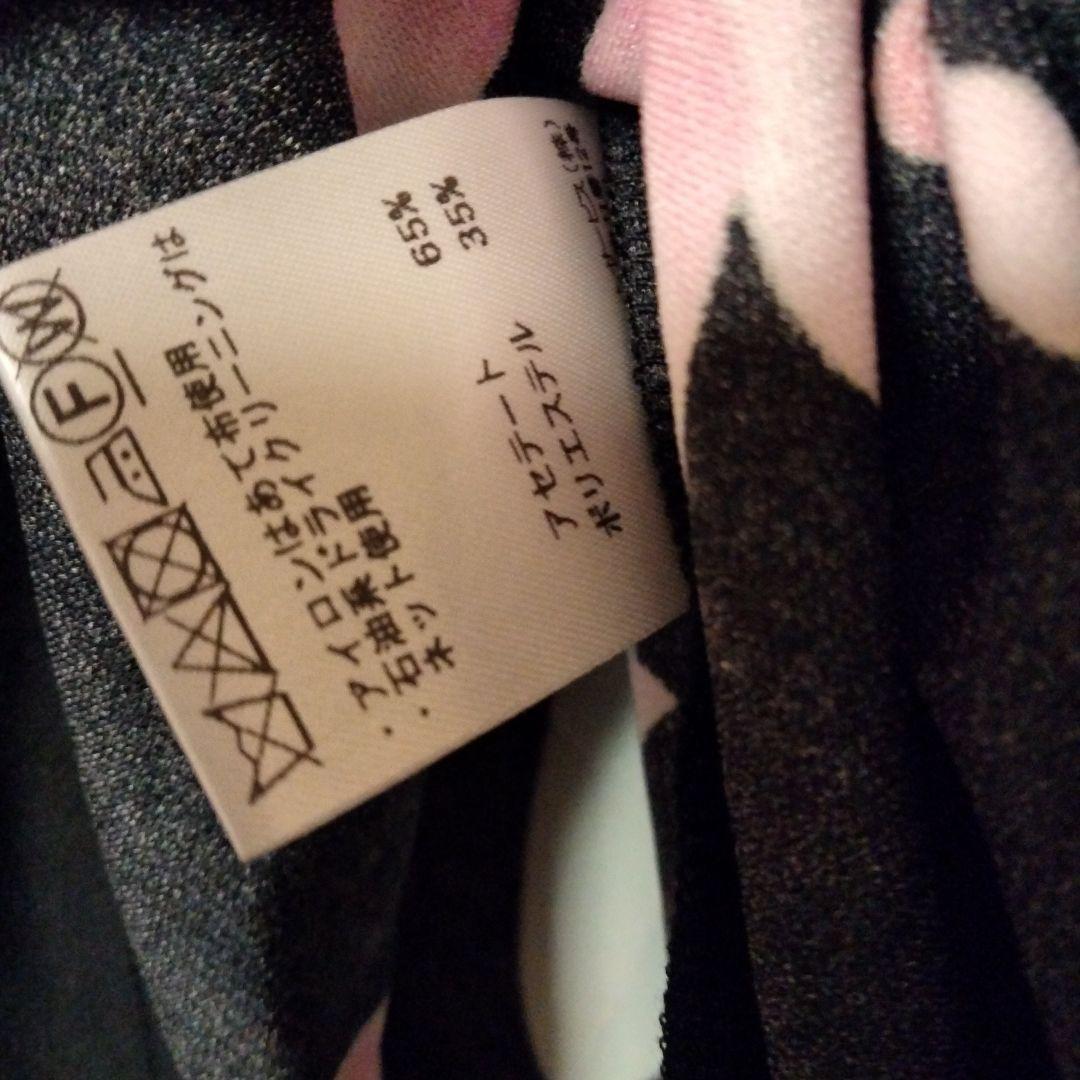 アセテート 65%
ポリエステル 35%
・アイロンはあて布使用
・ドライクリーニングは
石油系
・ネット使用
W
F